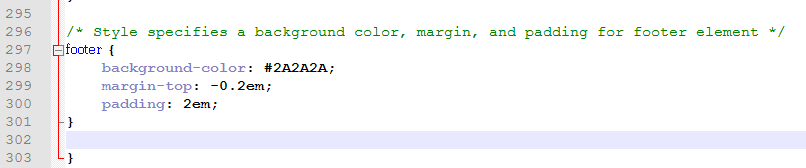 295
296 /* Style specifies a background color, margin, and padding for footer element */
297 footer {
298 background-color: #2A2A2A;
299 margin-top: -0.2em;
300 padding: 2em;
301 }
302
303 }